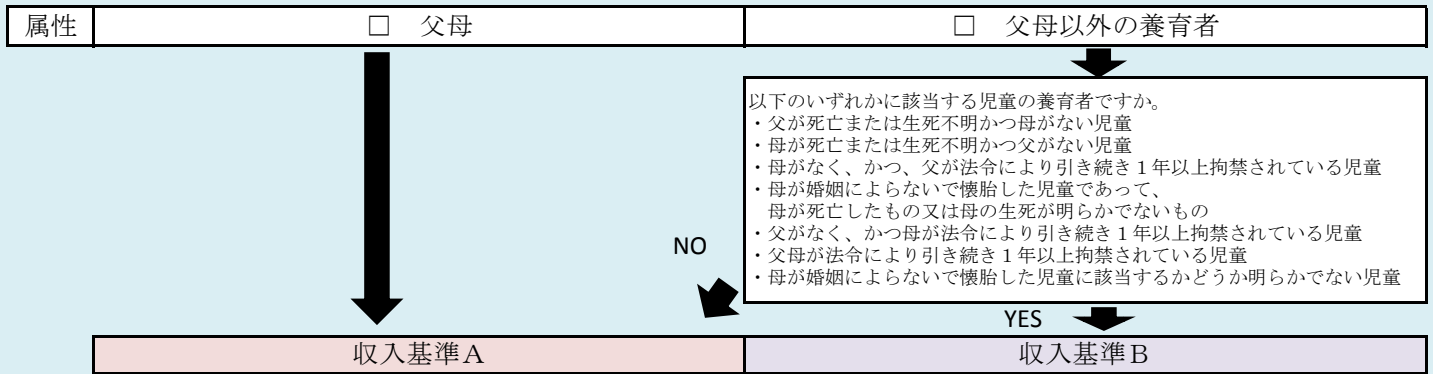 属性 □ 父母 □ 父母以外の養育者
以下のいずれかに該当する児童の養育者ですか。
・父が死亡または生死不明かつ母がない児童
・母が死亡または生死不明かつ父がない児童
・母がなく、かつ、父が法令により引き続き１年以上拘禁されている児童
・母が婚姻によらないで懐胎した児童であって、
母が死亡したもの又は母の生死が明らかでないもの
・父がなく、かつ母が法令により引き続き１年以上拘禁されている児童
・父母が法令により引き続き１年以上拘禁されている児童
・母が婚姻によらないで懐胎した児童に該当するかどうか明らかでない児童
NO
YES
収入基準Ａ 収入基準Ｂ